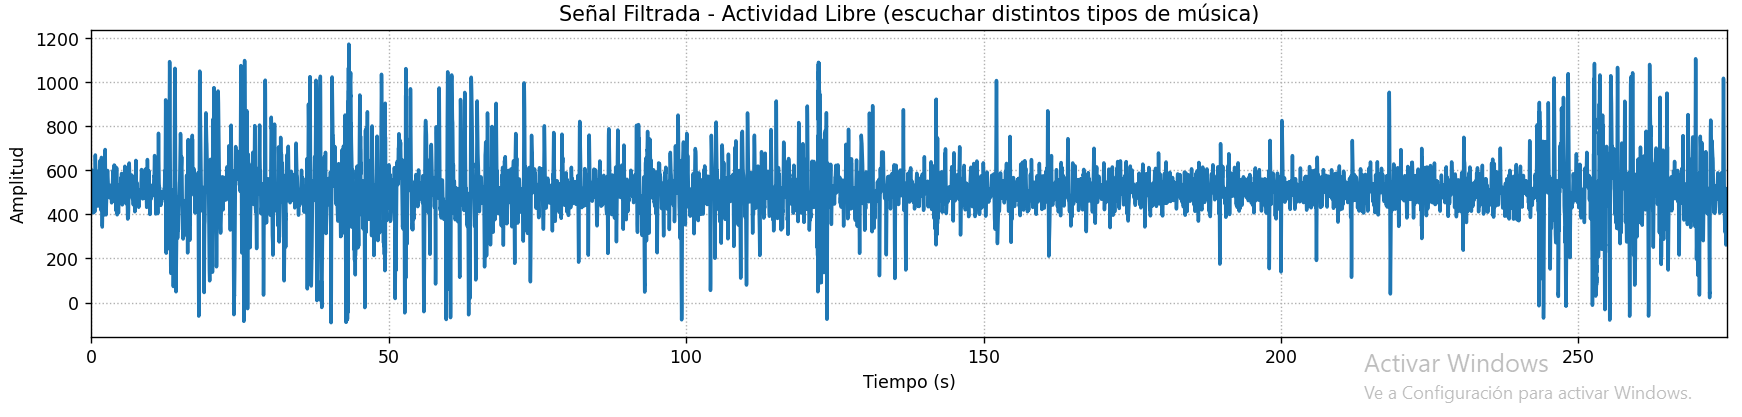 Señal Filtrada - Actividad Libre (escuchar distintos tipos de música)
1200
1000
800
600
400
200
0
Amplitud
0 50 100 150 200 250
Tiempo (s)
Activar Windows
Ve a Configuración para activar Windows.